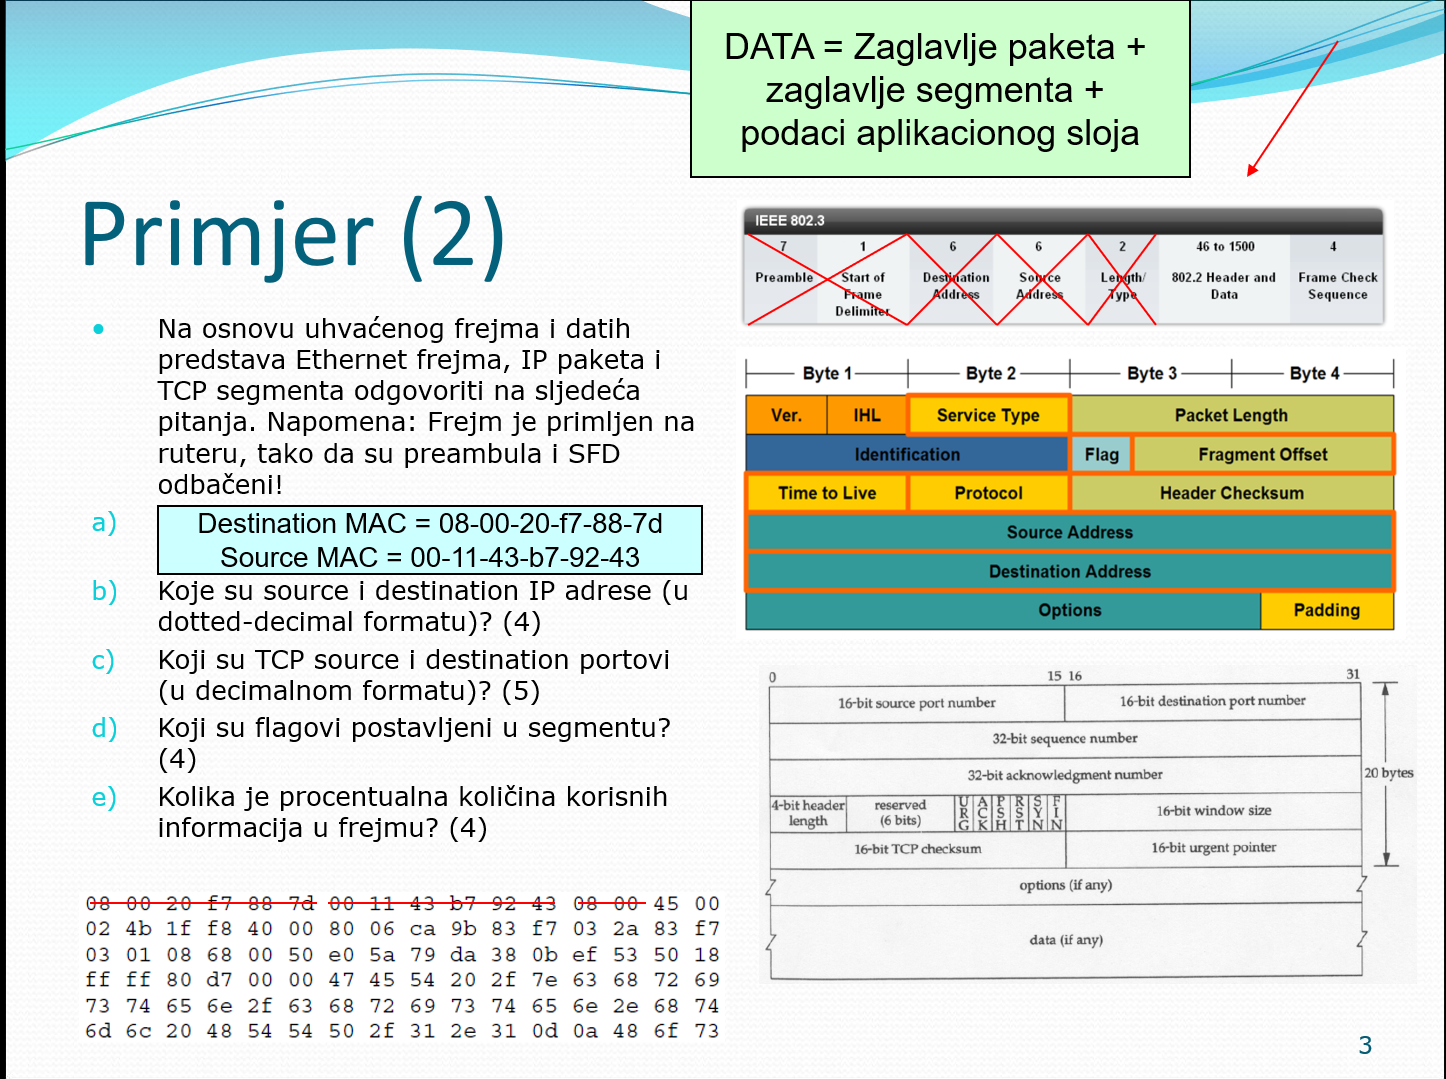 DATA = Zaglavlje paketa +
zaglavlje segmenta +
podaci aplikacionog sloja
Primjer (2)
• Na osnovu uhvaćenog frejma i datih
predstava Ethernet frejma, IP paketa i
TCP segmenta odgovoriti na sljedeća
pitanja. Napomena: Frejm je primljen na
ruteru, tako da su preambula i SFD
odbačeni!
a) Destination MAC = 08-00-20-f7-88-7d
Source MAC = 00-11-43-b7-92-43
b) Koje su source i destination IP adrese (u
dotted-decimal formatu)? (4)
c) Koji su TCP source i destination portovi
(u decimalnom formatu)? (5)
d) Koji su flagovi postavljeni u segmentu?
(4)
e) Kolika je procentualna količina korisnih
informacija u frejmu? (4)
08 00 20 f7 88 7d 00 11 43 b7 92 43 08 00 45 00
02 4b 1f f8 40 00 80 06 ca 9b 83 f7 03 2a 83 f7
03 01 08 68 00 50 e0 5a 79 da 38 0b ef 53 50 18
ff ff 80 d7 00 00 47 45 54 20 2f 7e 63 68 72 69
73 74 65 6e 2f 63 68 72 69 73 74 65 6e 2e 68 74
6d 6c 20 48 54 54 50 2f 31 2e 31 0d 0a 48 6f 73
IEEE 802.3
7 1 6 6 2 46 to 1500 4
Preamble Start of Destination Source Length/ 802.2 Header and Frame Check
Frame Address Address Type Data Sequence
Delimiter
Byte 1 Byte 2 Byte 3 Byte 4
Ver. IHL Service Type Packet Length
Identification Flag Fragment Offset
Time to Live Protocol Header Checksum
Source Address
Destination Address
Options Padding
0 15 16 31
16-bit source port number 16-bit destination port number
32-bit sequence number
32-bit acknowledgment number
20 bytes
4-bit header length reserved (6 bits) URG ACK PSH RST SYN FIN 16-bit window size
16-bit TCP checksum 16-bit urgent pointer
options (if any)
data (if any)
3